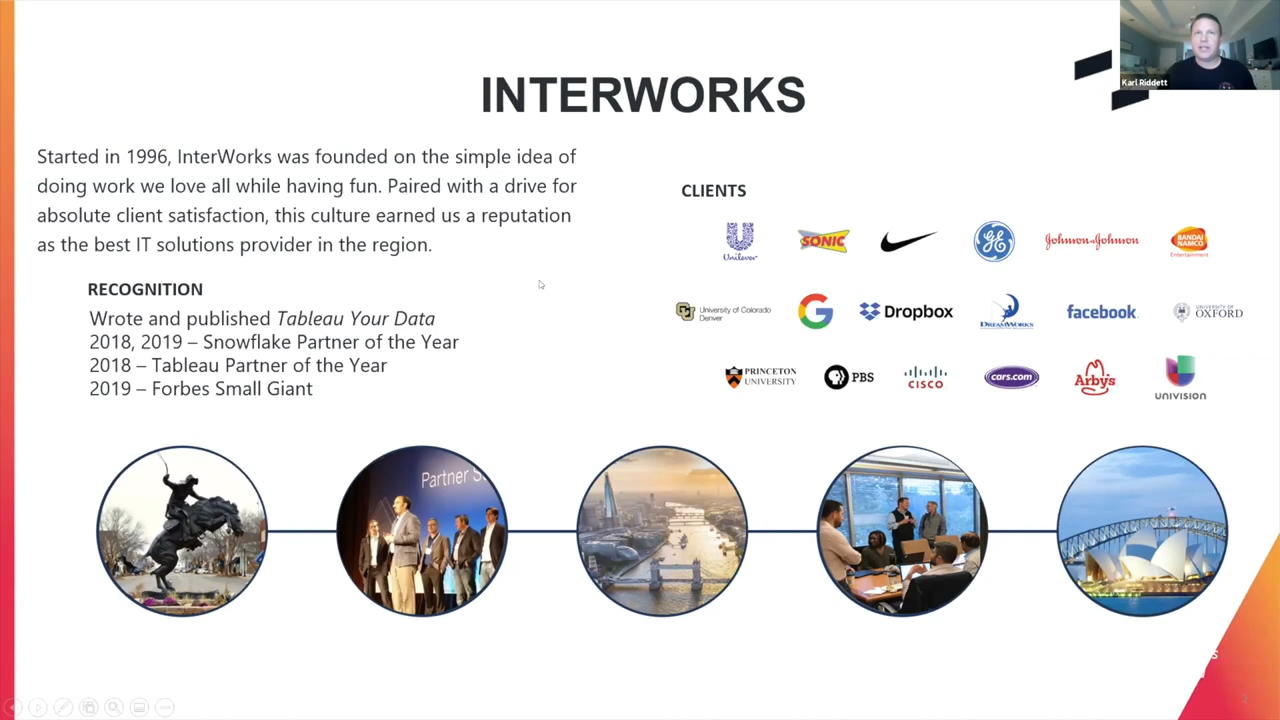 Karl Riddett
INTERWORKS
Started in 1996, InterWorks was founded on the simple idea of
doing work we love all while having fun. Paired with a drive for
absolute client satisfaction, this culture earned us a reputation
as the best IT solutions provider in the region.
RECOGNITION
Wrote and published Tableau Your Data
2018, 2019 – Snowflake Partner of the Year
2018 – Tableau Partner of the Year
2019 – Forbes Small Giant
CLIENTS
Unilever
SONIC
GE
Johnson & Johnson
BANDAI
NAMCO
Entertainment
CU
University of Colorado
Denver
G
Dropbox
DREAMWORKS
facebook.
UNIVERSITY OF
OXFORD
PRINCETON
UNIVERSITY
PBS
CISCO
cars.com
Arby's
UNIVISION
Partner S